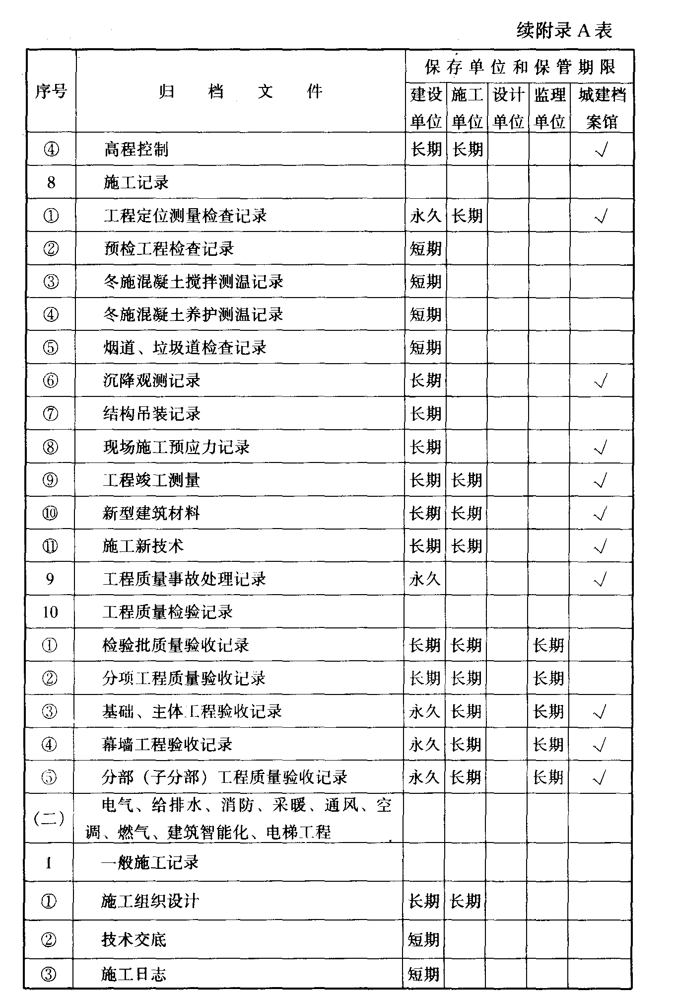 续附录 A 表
序号 归 档 文 件 保存单位和保管期限
建设单位 施工单位 设计单位 监理单位 城建档案馆
④ 高程控制 长期 长期 √
8 施工记录
① 工程定位测量检查记录 永久 长期 √
② 预检工程检查记录 短期
③ 冬施混凝土搅拌测温记录 短期
④ 冬施混凝土养护测温记录 短期
⑤ 烟道、垃圾道检查记录 短期
⑥ 沉降观测记录 长期 √
⑦ 结构吊装记录 长期
⑧ 现场施工预应力记录 长期 √
⑨ 工程竣工测量 长期 长期 √
⑩ 新型建筑材料 长期 长期 √
⑪ 施工新技术 长期 长期 √
9 工程质量事故处理记录 永久 √
10 工程质量检验记录
① 检验批质量验收记录 长期 长期 长期
② 分项工程质量验收记录 长期 长期 长期
③ 基础、主体工程验收记录 永久 长期 长期 √
④ 幕墙工程验收记录 永久 长期 长期 √
⑤ 分部（子分部）工程质量验收记录 永久 长期 长期 √
（二） 电气、给排水、消防、采暖、通风、空
调、燃气、建筑智能化、电梯工程
1 一般施工记录
① 施工组织设计 长期 长期
② 技术交底 短期
③ 施工日志 短期